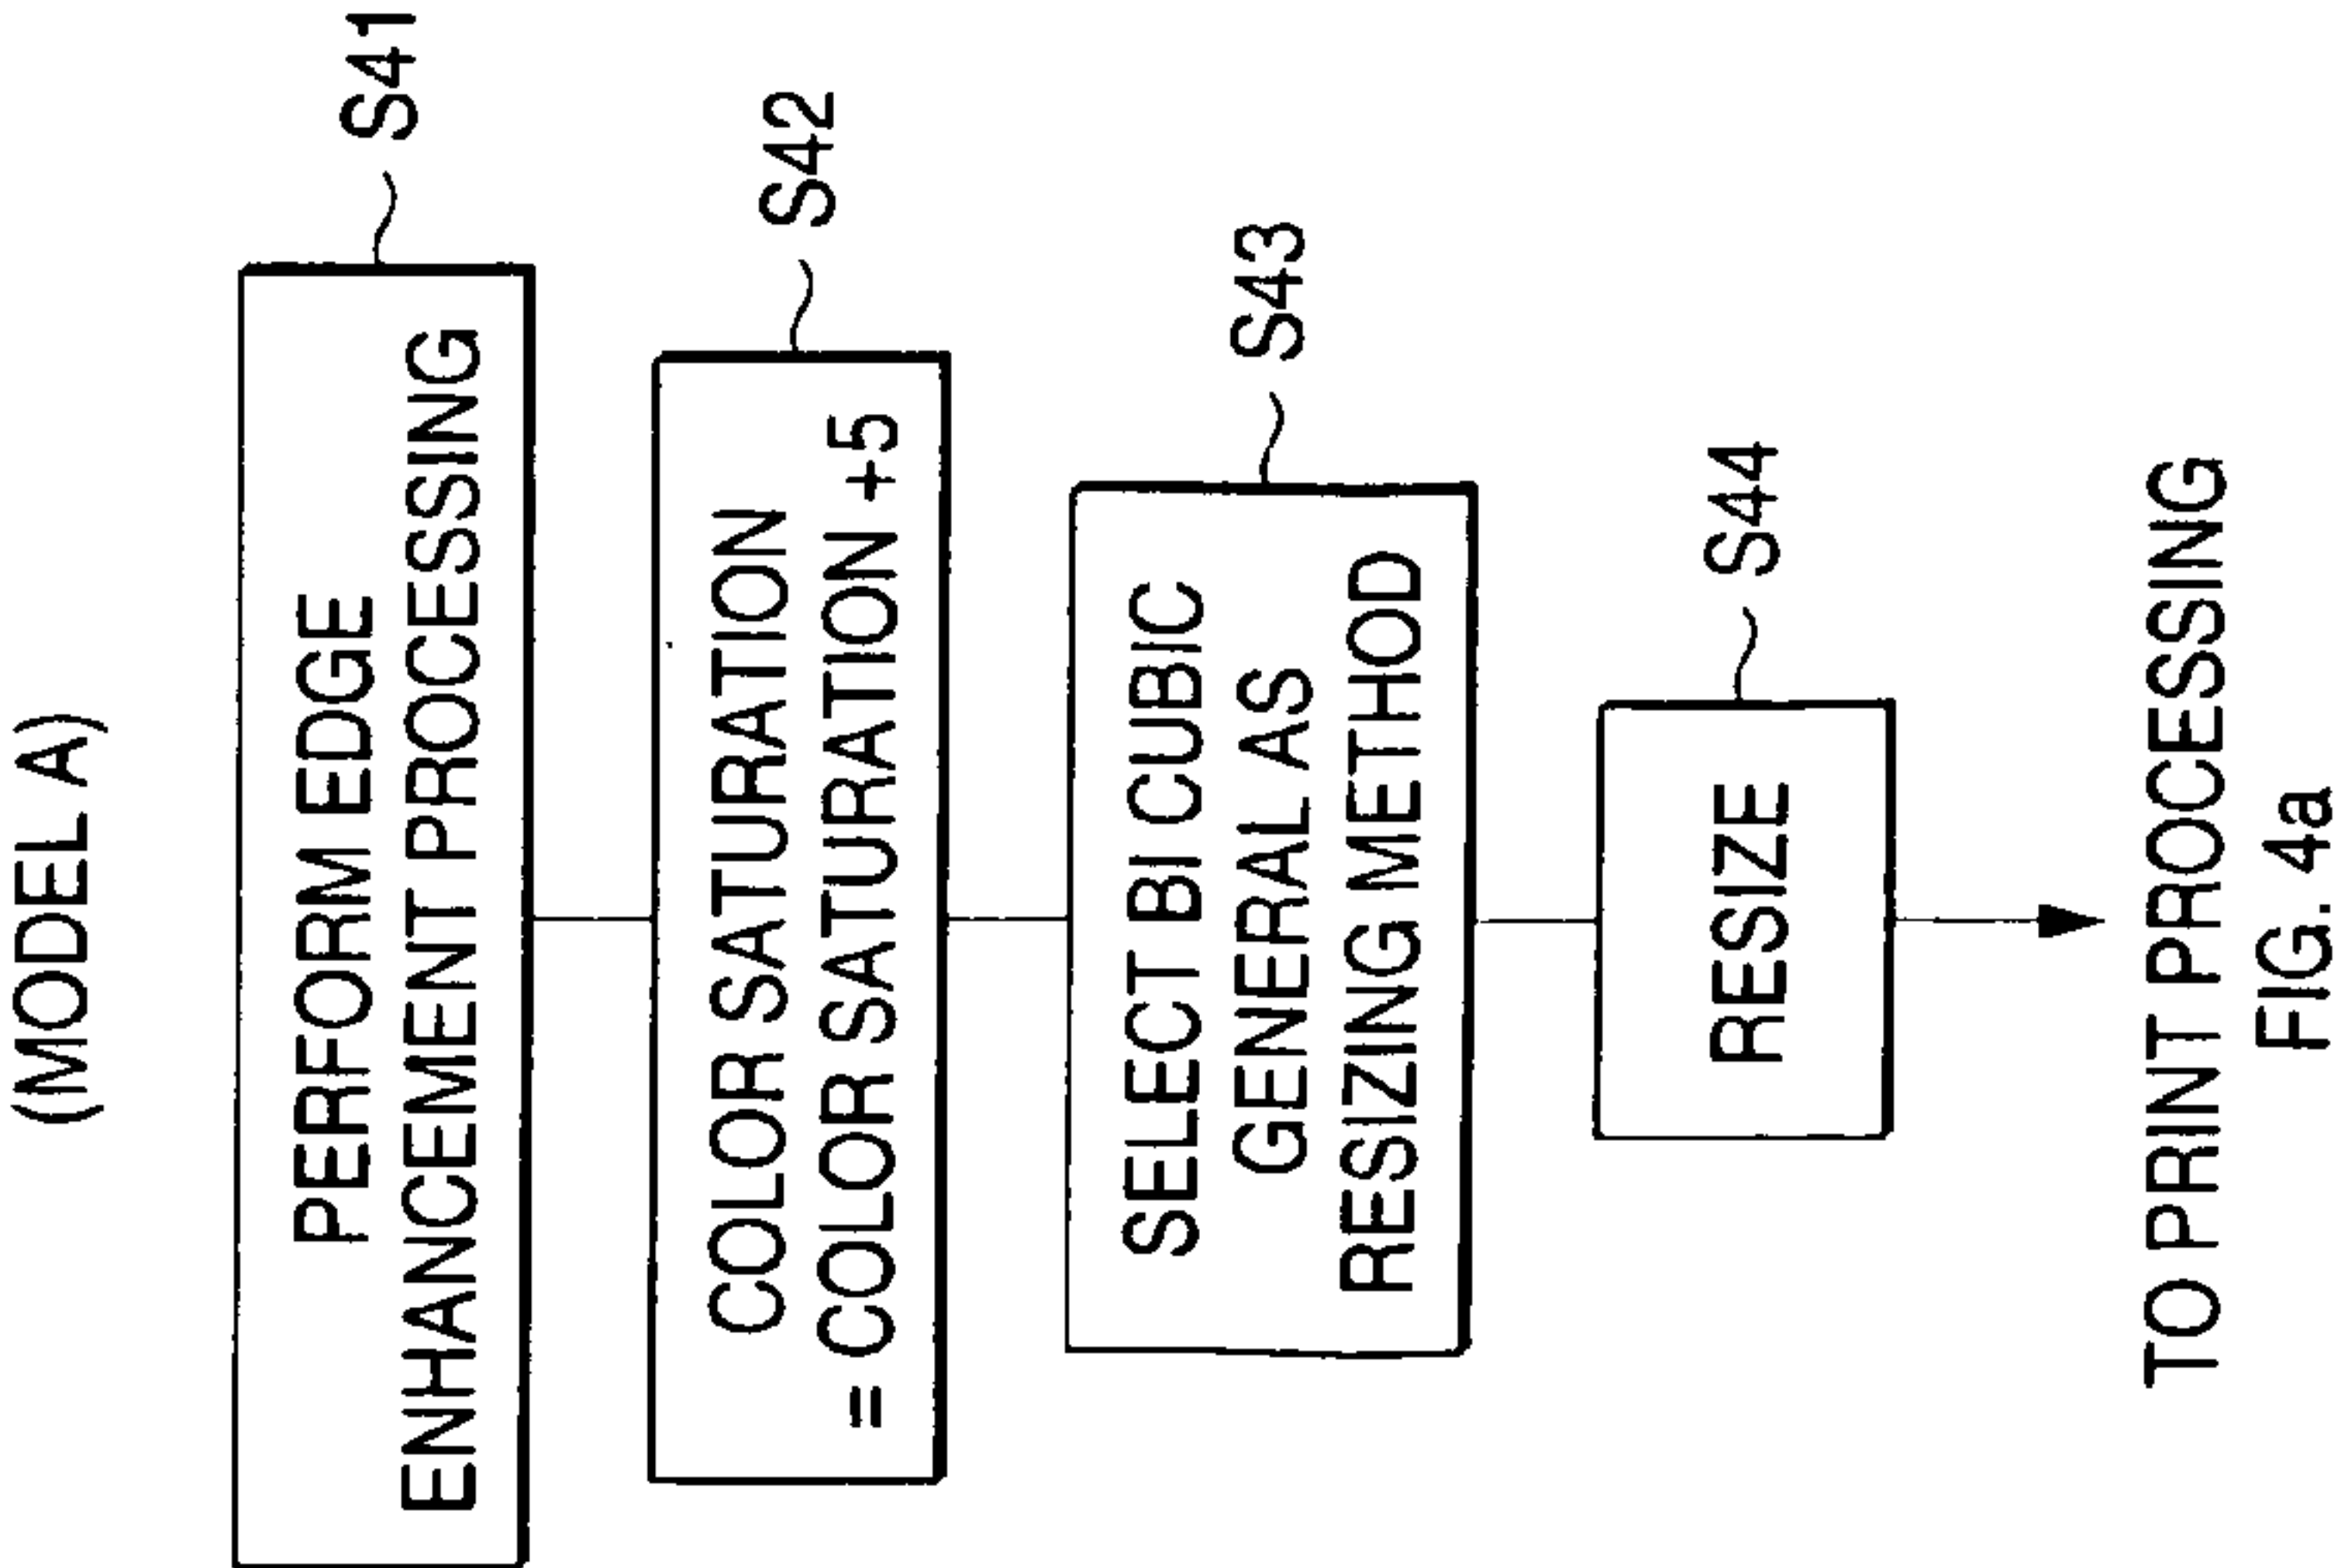 (MODEL A)
PERFORM EDGE
ENHANCEMENT PROCESSING
S41
COLOR SATURATION
= COLOR SATURATION +5
S42
SELECT BI CUBIC
GENERAL AS
RESIZING METHOD
S43
RESIZE
S44
TO PRINT PROCESSING
FIG. 4a